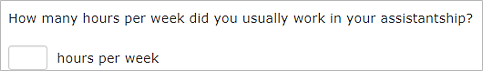 How many hours per week did you usually work in your assistantship?
hours per week